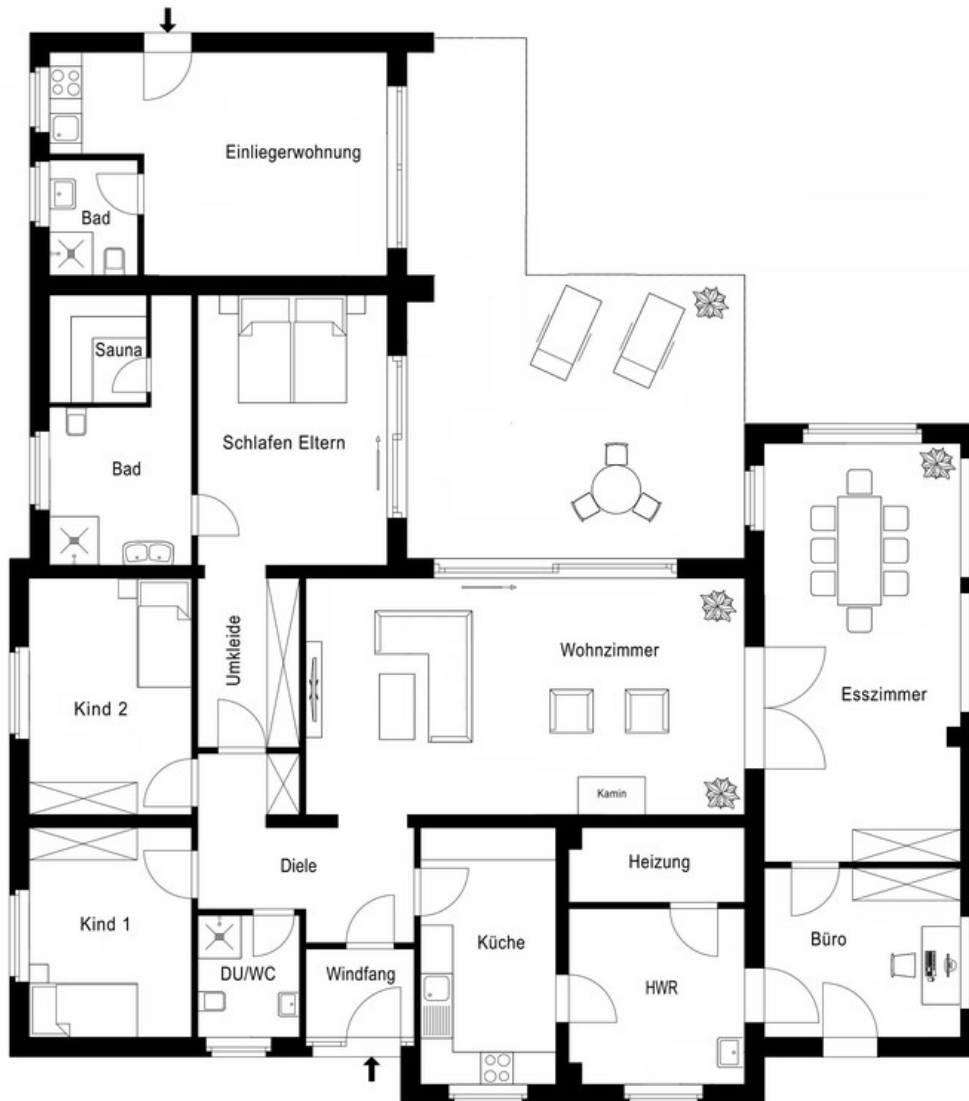 Einliegerwohnung
Bad
Sauna
Schlafen Eltern
Bad
Umkleide
Wohnzimmer
Esszimmer
Kind 2
Kamin
Diele
Heizung
Kind 1
Küche
Büro
DU/WC
Windfang
HWR